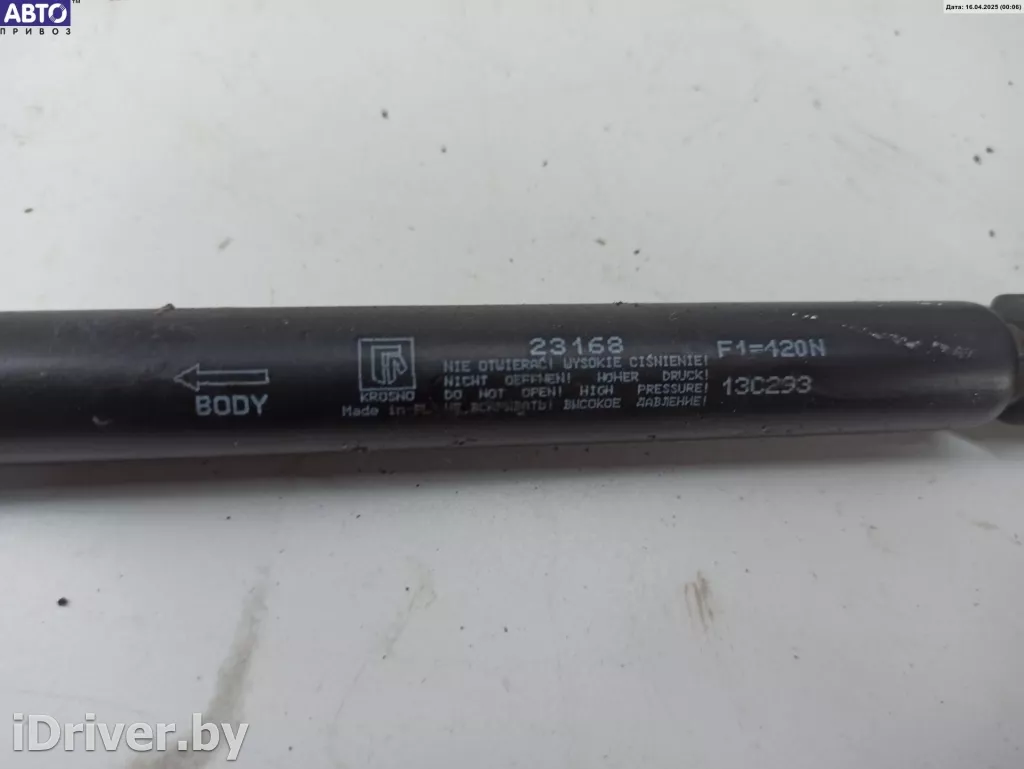 АВТО
ПРИВОЗ
TM
Дата: 16.04.2025 (00:06)
23168
F1=420N
NIE OTWIERAC! WYSOKIE CIŚNIENIE!
NICHT OEFFNEN! HOHER DRUCK!
DO NOT OPEN! HIGH PRESSURE!
ВЫСОКОЕ ДАВЛЕНИЕ!
13C293
KROSNO
Made in
BODY
iDriver.by